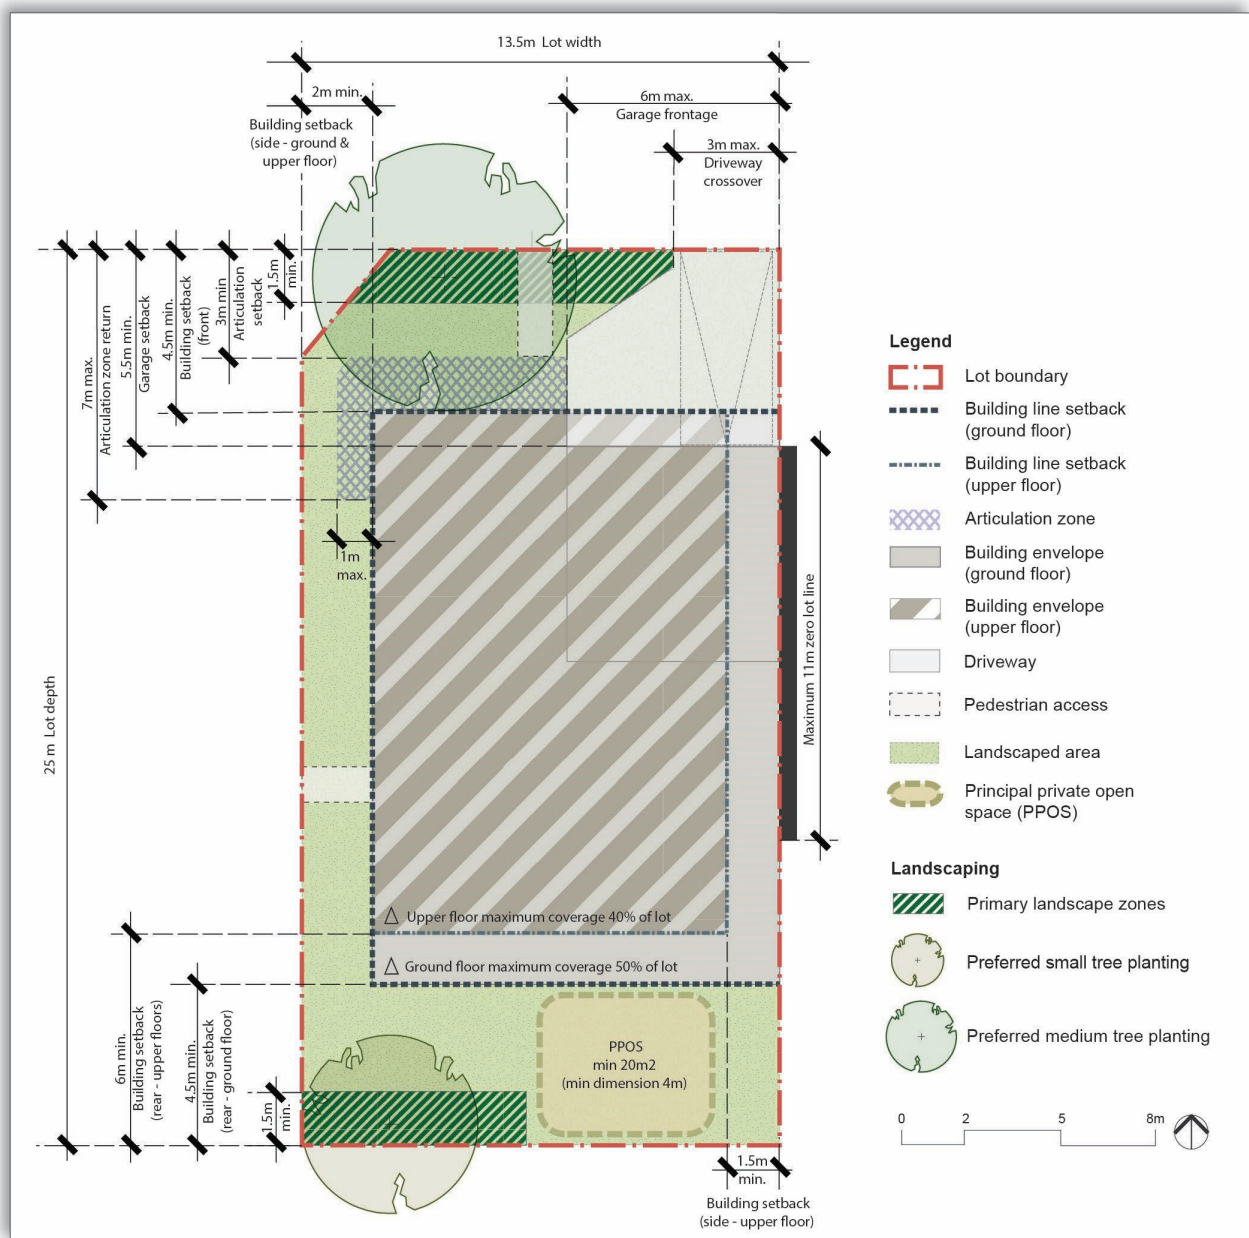 13.5m Lot width
2m min.
Building setback
(side - ground &
upper floor)
6m max.
Garage frontage
3m max.
Driveway
crossover
7m max.
Articulation zone return
5.5m min.
Garage setback
4.5m min.
Building setback
(front)
3m min
Articulation
setback
1.5m
min.
1m
max.
25 m Lot depth
Maximum 11m zero lot line
Upper floor maximum coverage 40% of lot
Ground floor maximum coverage 50% of lot
6m min.
Building setback
(rear - upper floors)
4.5m min.
Building setback
(rear - ground floor)
1.5m
min.
PPOS
min 20m2
(min dimension 4m)
1.5m
min.
Building setback
(side - upper floor)
Legend
Lot boundary
Building line setback
(ground floor)
Building line setback
(upper floor)
Articulation zone
Building envelope
(ground floor)
Building envelope
(upper floor)
Driveway
Pedestrian access
Landscaped area
Principal private open
space (PPOS)
Landscaping
Primary landscape zones
Preferred small tree planting
Preferred medium tree planting
0 2 5 8m